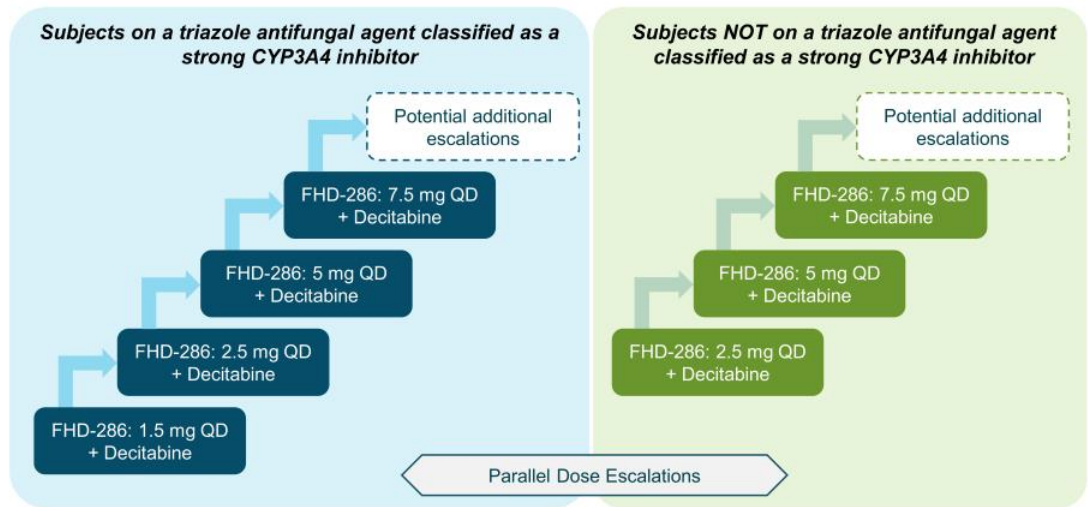 Subjects on a triazole antifungal agent classified as a
strong CYP3A4 inhibitor
Potential additional
escalations
FHD-286: 7.5 mg QD
+ Decitabine
FHD-286: 5 mg QD
+ Decitabine
FHD-286: 2.5 mg QD
+ Decitabine
FHD-286: 1.5 mg QD
+ Decitabine
Subjects NOT on a triazole antifungal agent
classified as a strong CYP3A4 inhibitor
Potential additional
escalations
FHD-286: 7.5 mg QD
+ Decitabine
FHD-286: 5 mg QD
+ Decitabine
FHD-286: 2.5 mg QD
+ Decitabine
Parallel Dose Escalations